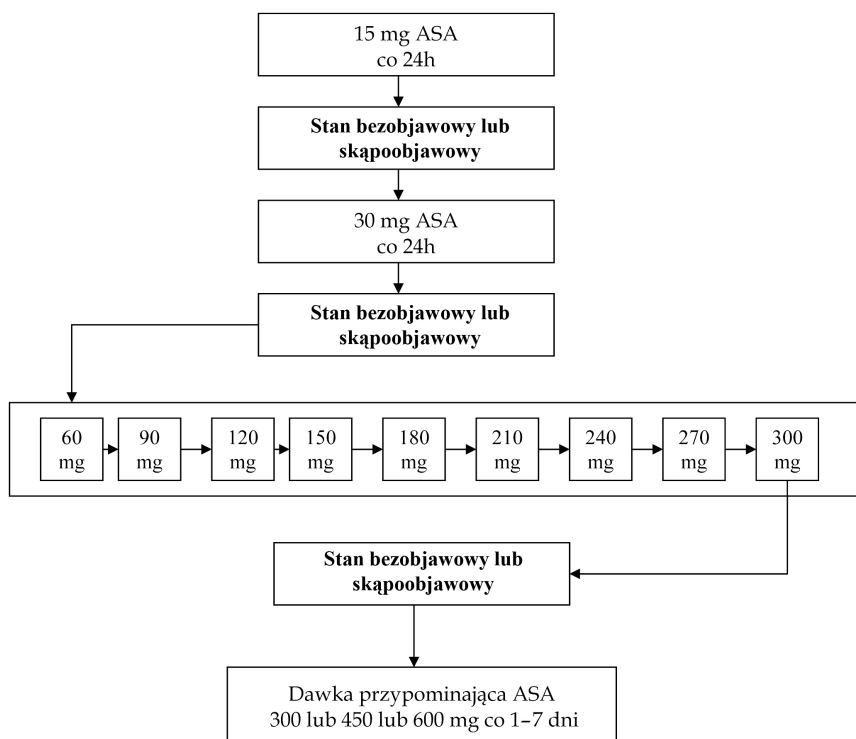 15 mg ASA
co 24h
Stan bezobjawowy lub
skąpoobjawowy
30 mg ASA
co 24h
Stan bezobjawowy lub
skąpoobjawowy
60
mg
90
mg
120
mg
150
mg
180
mg
210
mg
240
mg
270
mg
300
mg
Stan bezobjawowy lub
skąpoobjawowy
Dawka przypominająca ASA
300 lub 450 lub 600 mg co 1–7 dni